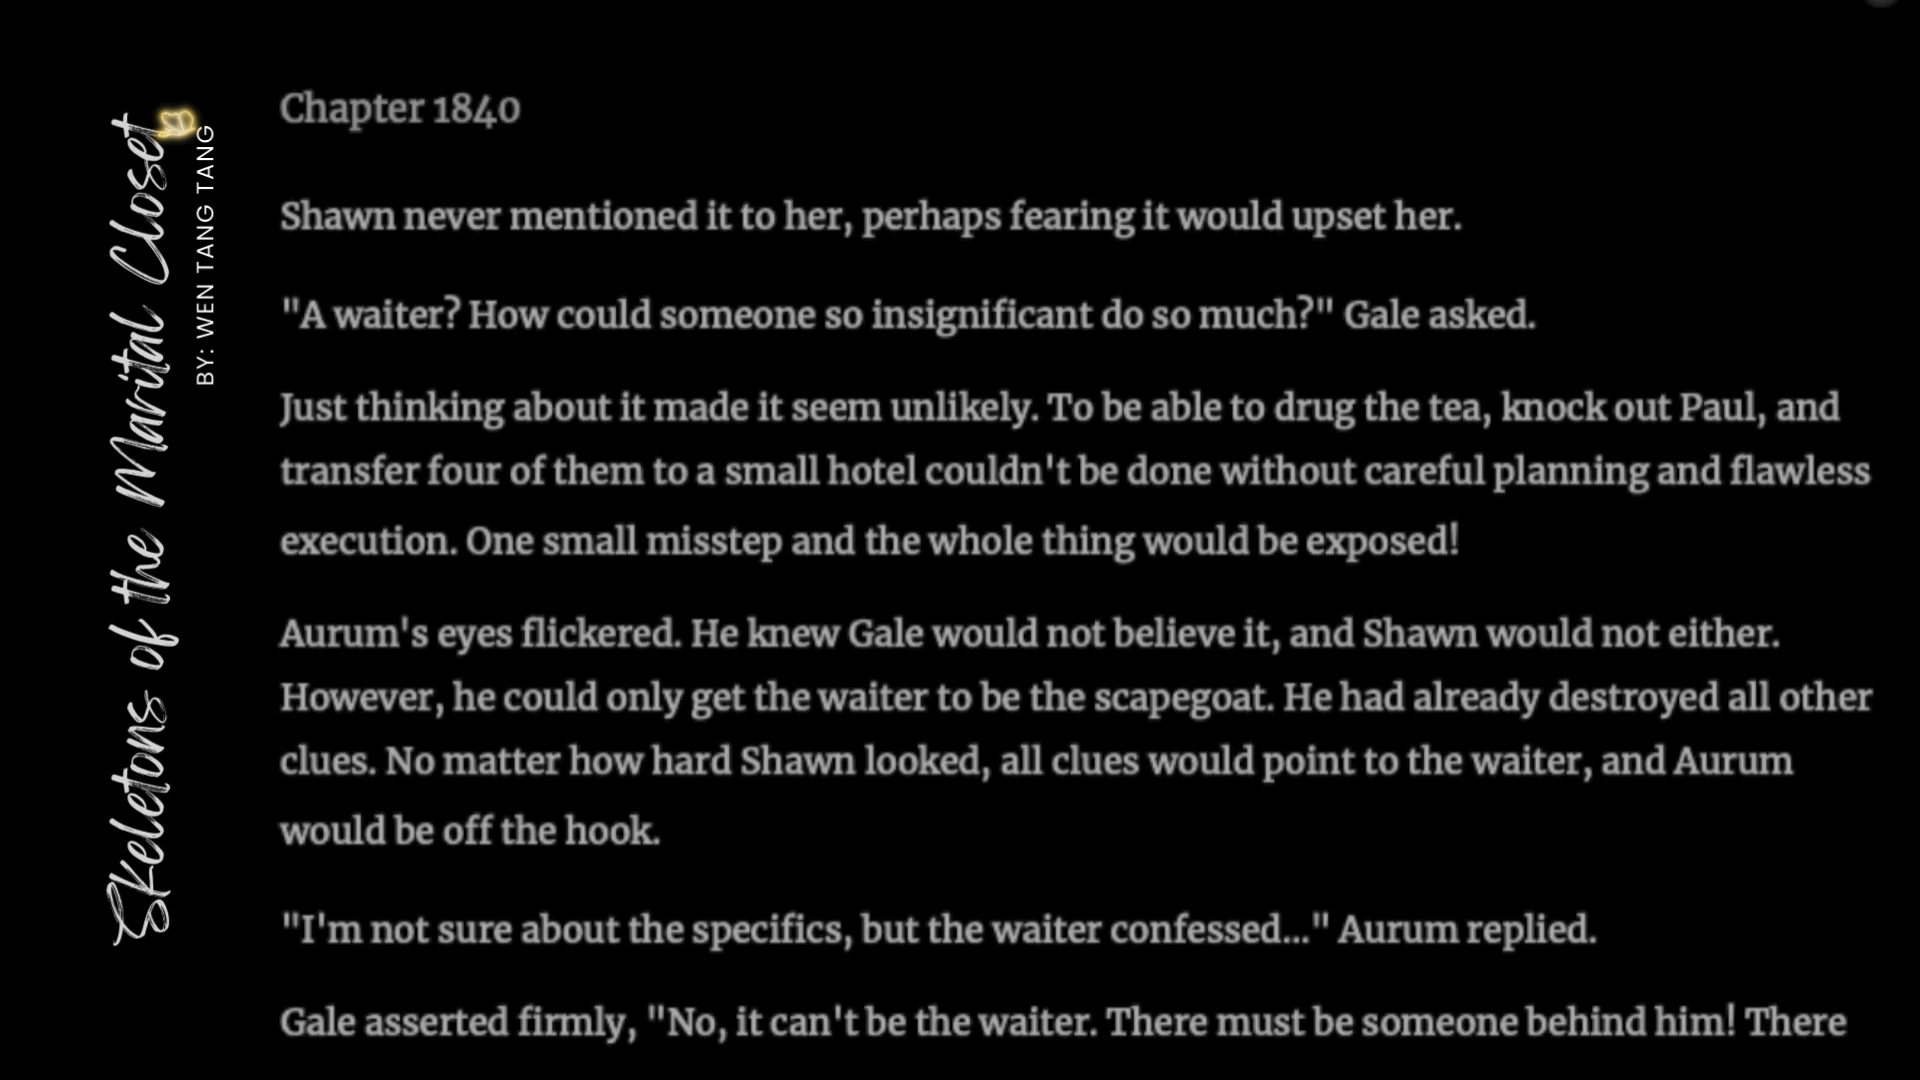 Skeletons of the Marital Closet
BY: WEN TANG TANG
Chapter 1840
Shawn never mentioned it to her, perhaps fearing it would upset her.
"A waiter? How could someone so insignificant do so much?" Gale asked.
Just thinking about it made it seem unlikely. To be able to drug the tea, knock out Paul, and
transfer four of them to a small hotel couldn't be done without careful planning and flawless
execution. One small misstep and the whole thing would be exposed!
Aurum's eyes flickered. He knew Gale would not believe it, and Shawn would not either.
However, he could only get the waiter to be the scapegoat. He had already destroyed all other
clues. No matter how hard Shawn looked, all clues would point to the waiter, and Aurum
would be off the hook.
"I'm not sure about the specifics, but the waiter confessed..." Aurum replied.
Gale asserted firmly, "No, it can't be the waiter. There must be someone behind him! There